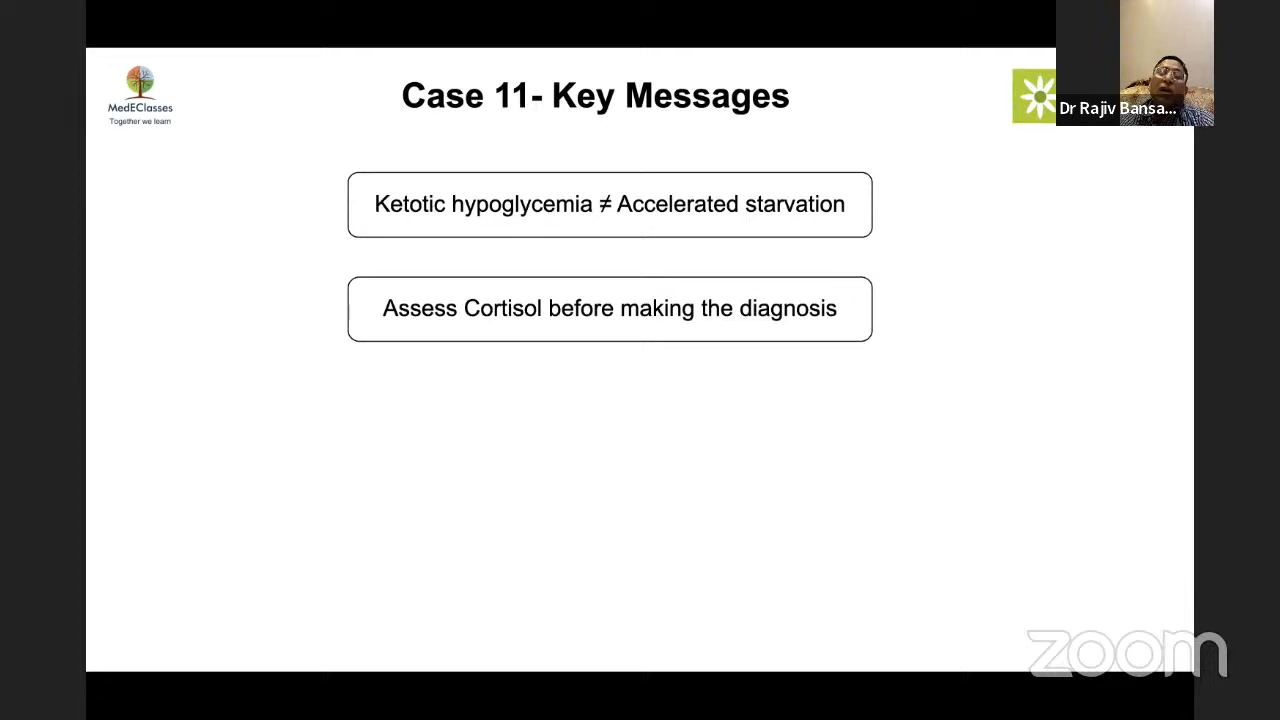 MedEClasses
Together we learn
Case 11- Key Messages
Dr Rajiv Bansa...
Ketotic hypoglycemia ≠ Accelerated starvation
Assess Cortisol before making the diagnosis
zoom